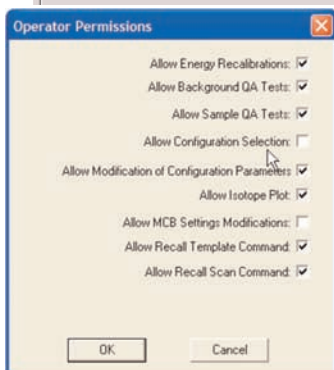 Operator Permissions
Allow Energy Recalibrations:
Allow Background QA Tests:
Allow Sample QA Tests:
Allow Configuration Selection:
Allow Modification of Configuration Parameters
Allow Isotope Plot:
Allow MCB Settings Modifications:
Allow Recall Template Command:
Allow Recall Scan Command:
OK
Cancel